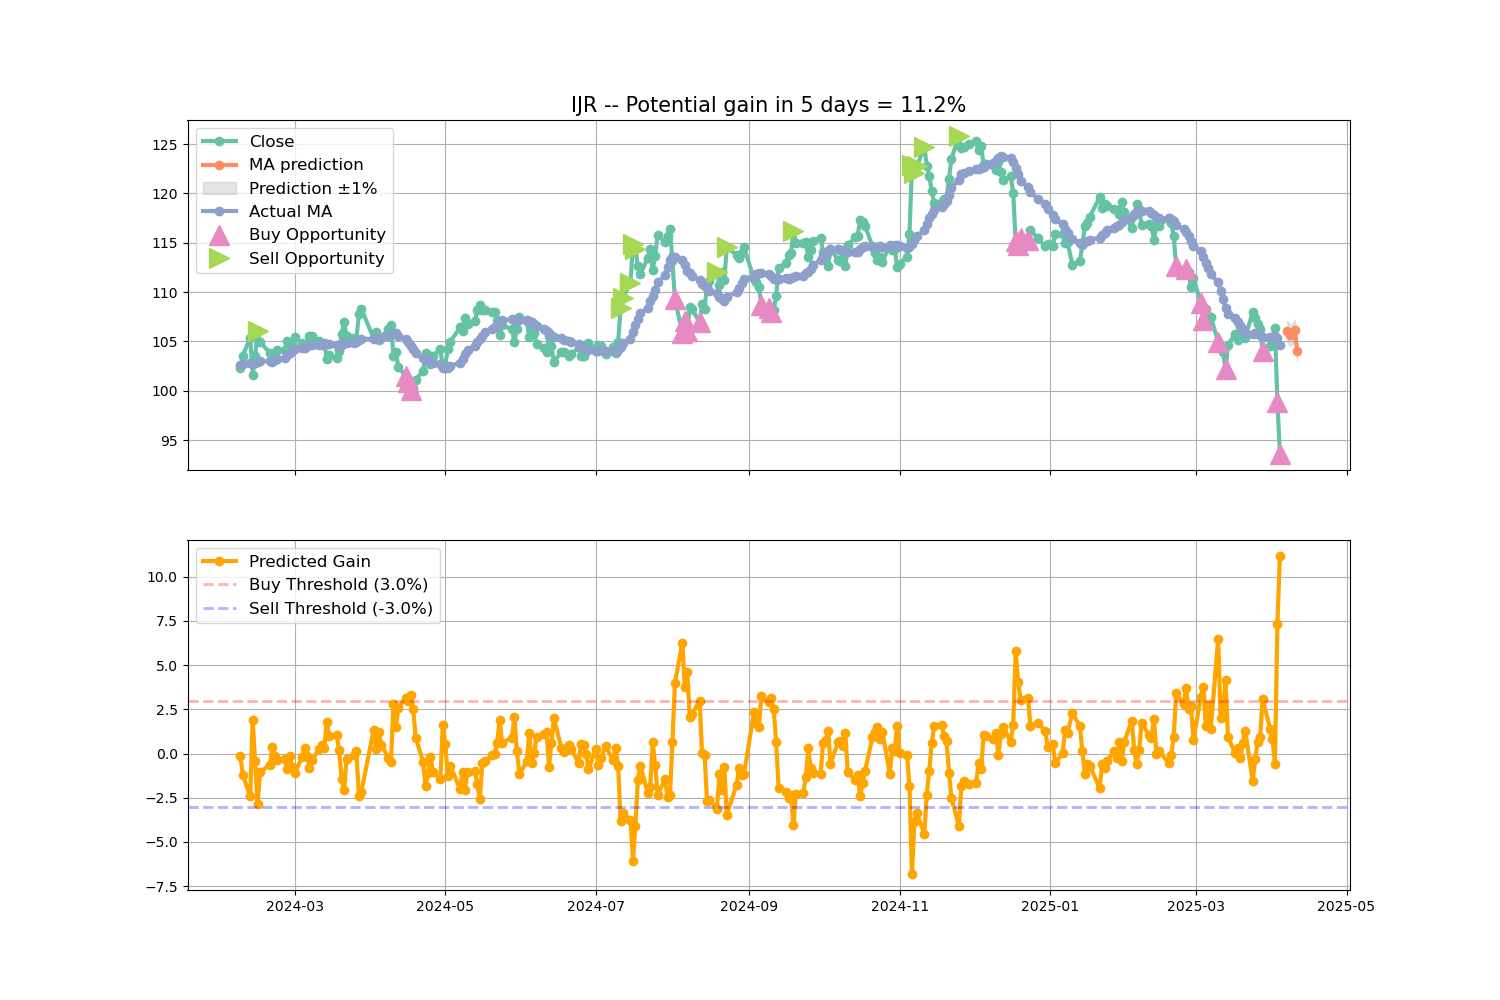 IJR -- Potential gain in 5 days = 11.2%
Close
MA prediction
Prediction ±1%
Actual MA
Buy Opportunity
Sell Opportunity
125
120
115
110
105
100
95
Predicted Gain
Buy Threshold (3.0%)
Sell Threshold (-3.0%)
10.0
7.5
5.0
2.5
0.0
−2.5
−5.0
−7.5
2024-03 2024-05 2024-07 2024-09 2024-11 2025-01 2025-03 2025-05